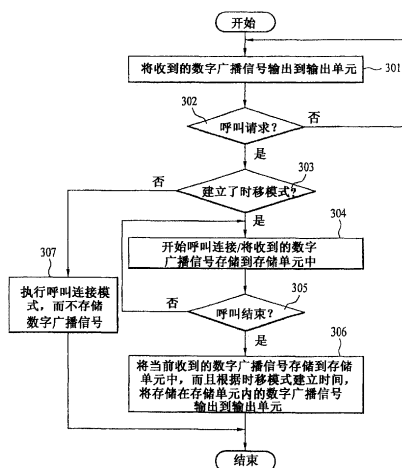 开始
将收到的数字广播信号输出到输出单元
301
302
呼叫请求?
否
是
303
否
建立了时移模式?
是
304
开始呼叫连接/将收到的数字
广播信号存储到存储单元中
307
执行呼叫连接模
式，而不存储
数字广播信号
否
305
呼叫结束?
是
306
将当前收到的数字广播信号存储到存储
单元中，而且根据时移模式建立时间，
将存储在存储单元内的数字广播信号
输出到输出单元
结束